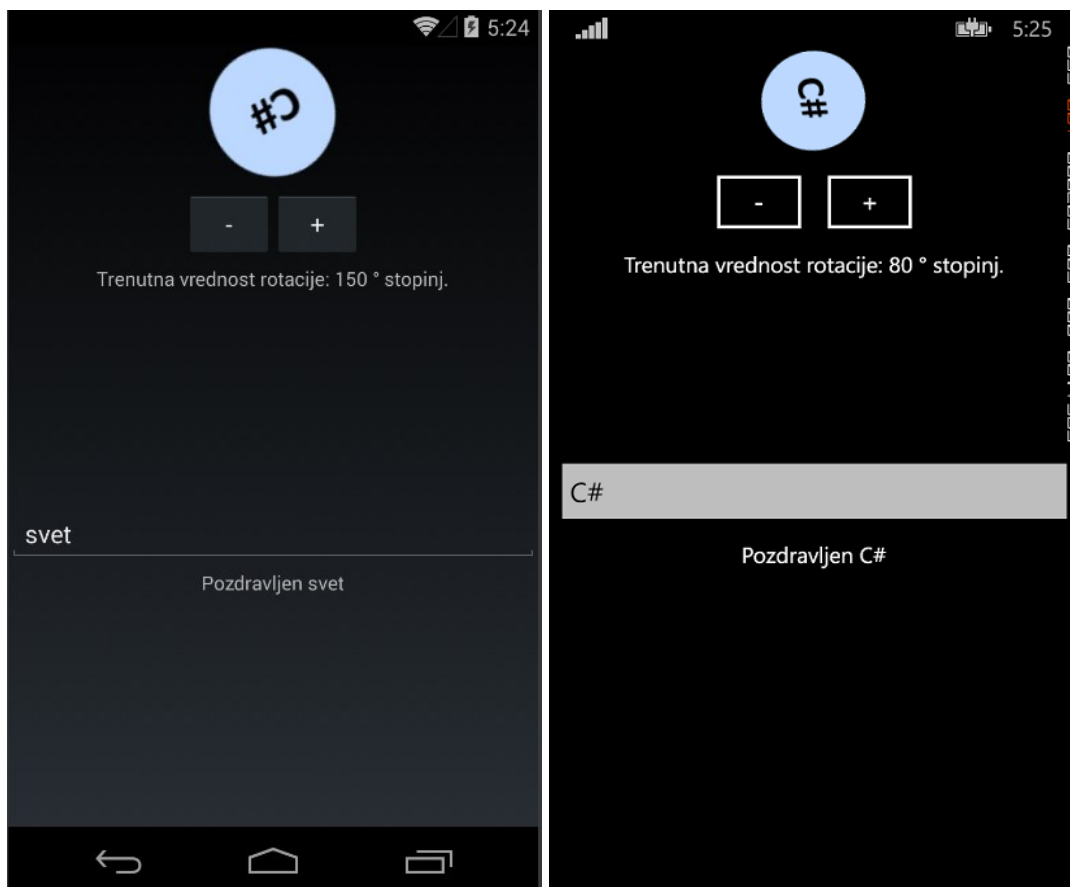 5:24
C#
- +
Trenutna vrednost rotacije: 150 ° stopinj.
svet
Pozdravljen svet
5:25
C#
- +
Trenutna vrednost rotacije: 80 ° stopinj.
C#
Pozdravljen C#